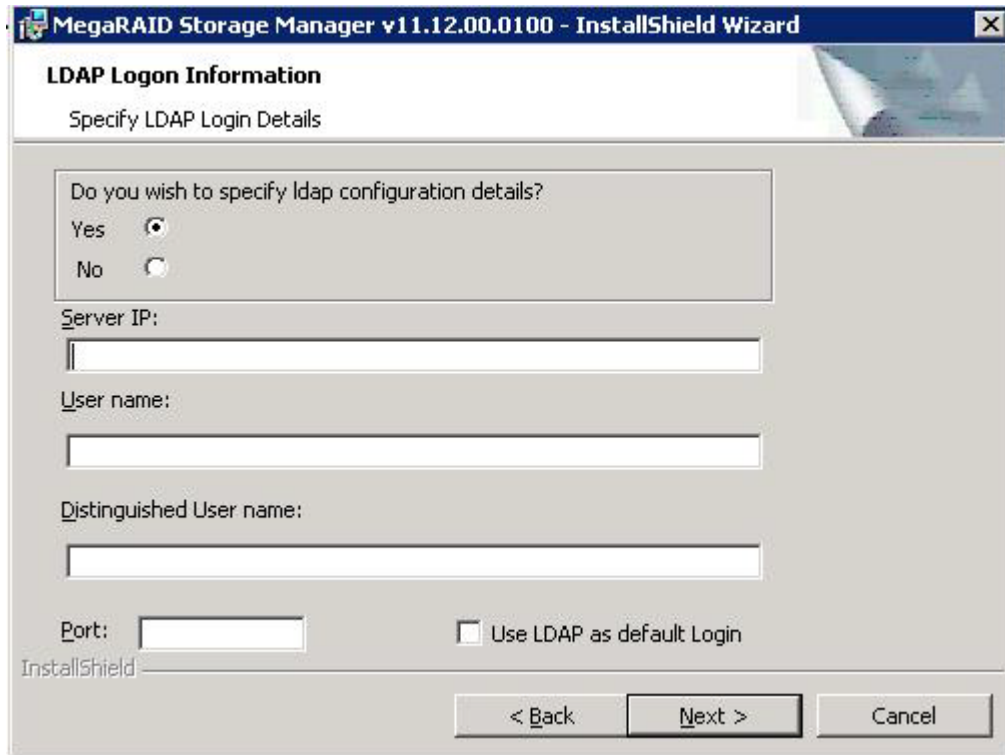 MegaRAID Storage Manager v11.12.00.0100 - InstallShield Wizard
LDAP Logon Information
Specify LDAP Login Details
Do you wish to specify ldap configuration details?
Yes
No
Server IP:
User name:
Distinguished User name:
Port:
Use LDAP as default Login
InstallShield
< Back
Next >
Cancel